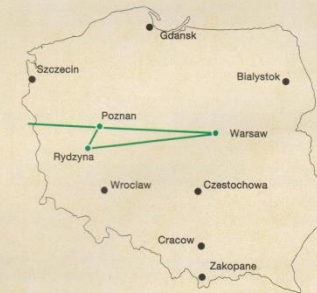 Gdansk
Szczecin
Bialystok
Poznan
Warsaw
Rydzyna
Wroclaw
Czestochowa
Cracow
Zakopane